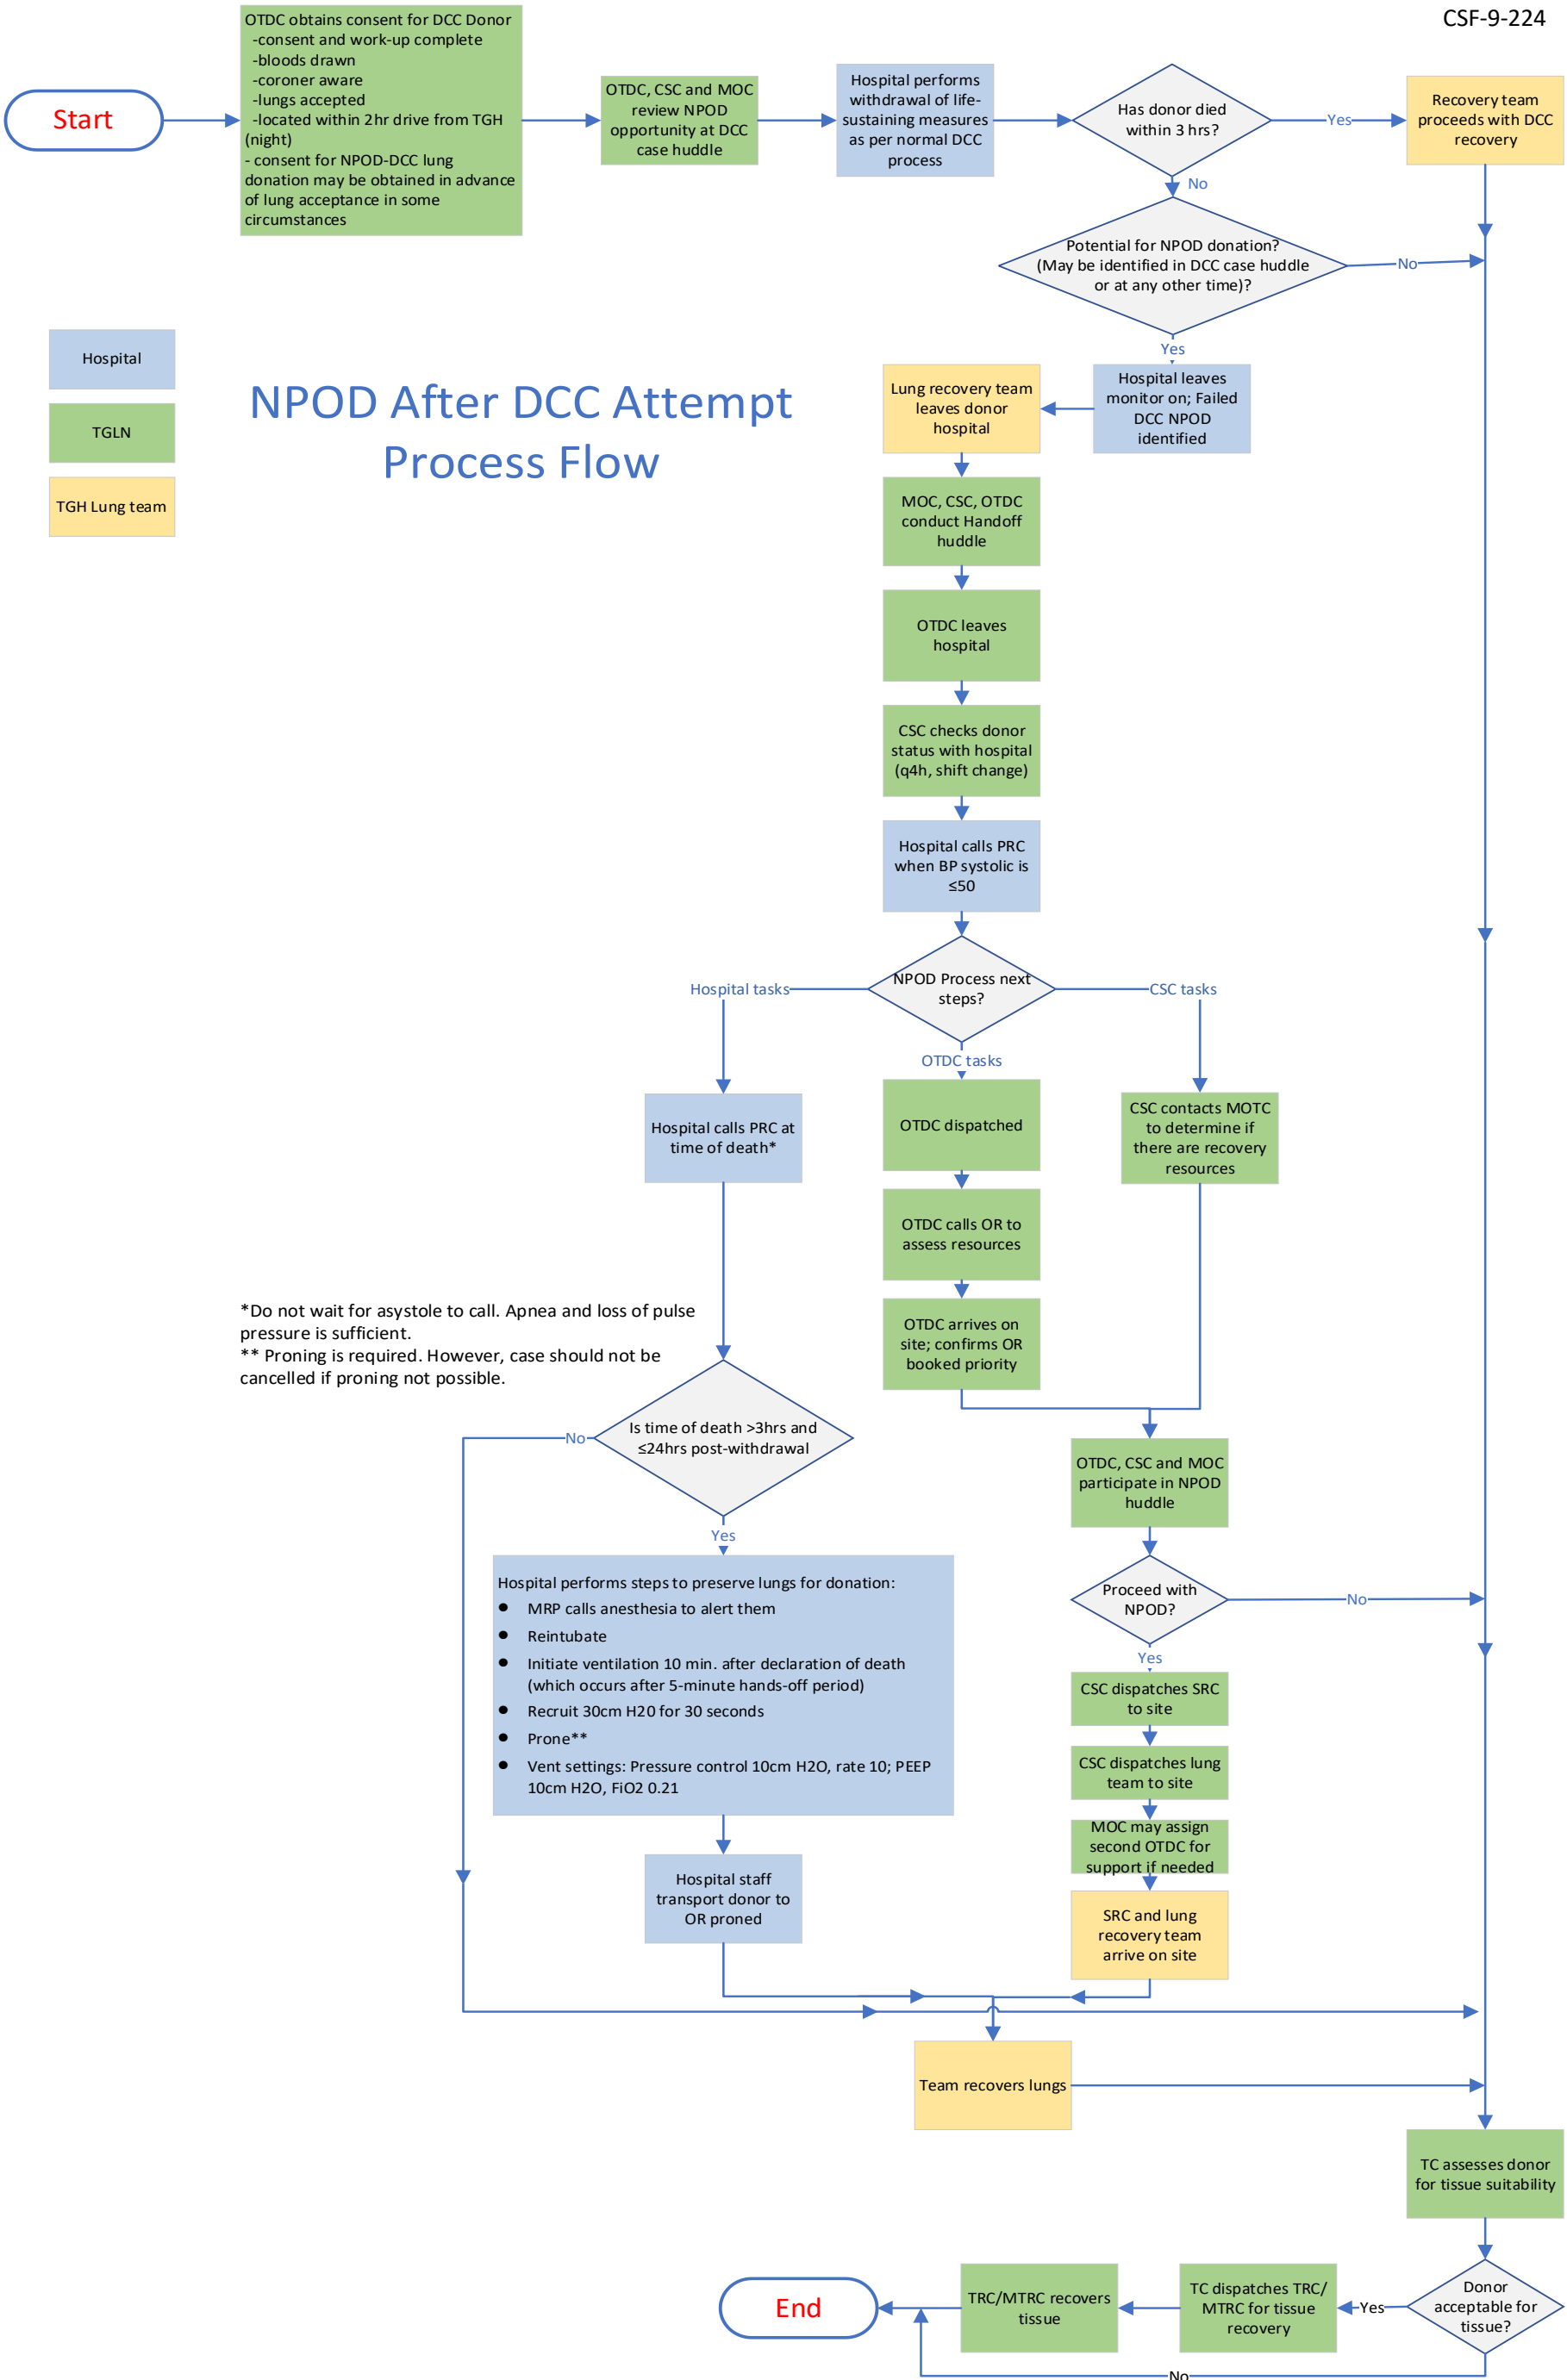 CSF-9-224
Start
OTDC obtains consent for DCC Donor
-consent and work-up complete
-bloods drawn
-coroner aware
-lungs accepted
-located within 2hr drive from TGH
(night)
- consent for NPOD-DCC lung
donation may be obtained in advance
of lung acceptance in some
circumstances
OTDC, CSC and MOC
review NPOD
opportunity at DCC
case huddle
Hospital performs
withdrawal of life-
sustaining measures
as per normal DCC
process
Has donor died
within 3 hrs?
Yes
Recovery team
proceeds with DCC
recovery
No
Potential for NPOD donation?
(May be identified in DCC case huddle
or at any other time)?
No
Yes
Hospital
TGLN
TGH Lung team
NPOD After DCC Attempt
Process Flow
Hospital leaves
monitor on; Failed
DCC NPOD
identified
Lung recovery team
leaves donor
hospital
MOC, CSC, OTDC
conduct Handoff
huddle
OTDC leaves
hospital
CSC checks donor
status with hospital
(q4h, shift change)
Hospital calls PRC
when BP systolic is
≤50
NPOD Process next
steps?
Hospital tasks
CSC tasks
OTDC tasks
Hospital calls PRC at
time of death*
OTDC dispatched
CSC contacts MOTC
to determine if
there are recovery
resources
OTDC calls OR to
assess resources
OTDC arrives on
site; confirms OR
booked priority
*Do not wait for asystole to call. Apnea and loss of pulse
pressure is sufficient.
** Proning is required. However, case should not be
cancelled if proning not possible.
Is time of death >3hrs and
≤24hrs post-withdrawal
No
Yes
OTDC, CSC and MOC
participate in NPOD
huddle
Proceed with
NPOD?
No
Yes
Hospital performs steps to preserve lungs for donation:
● MRP calls anesthesia to alert them
● Reintubate
● Initiate ventilation 10 min. after declaration of death
(which occurs after 5-minute hands-off period)
● Recruit 30cm H20 for 30 seconds
● Prone**
● Vent settings: Pressure control 10cm H2O, rate 10; PEEP
10cm H2O, FiO2 0.21
CSC dispatches SRC
to site
CSC dispatches lung
team to site
MOC may assign
second OTDC for
support if needed
SRC and lung
recovery team
arrive on site
Hospital staff
transport donor to
OR proned
Team recovers lungs
TC assesses donor
for tissue suitability
Donor
acceptable for
tissue?
Yes
TC dispatches TRC/
MTRC for tissue
recovery
TRC/MTRC recovers
tissue
End
No